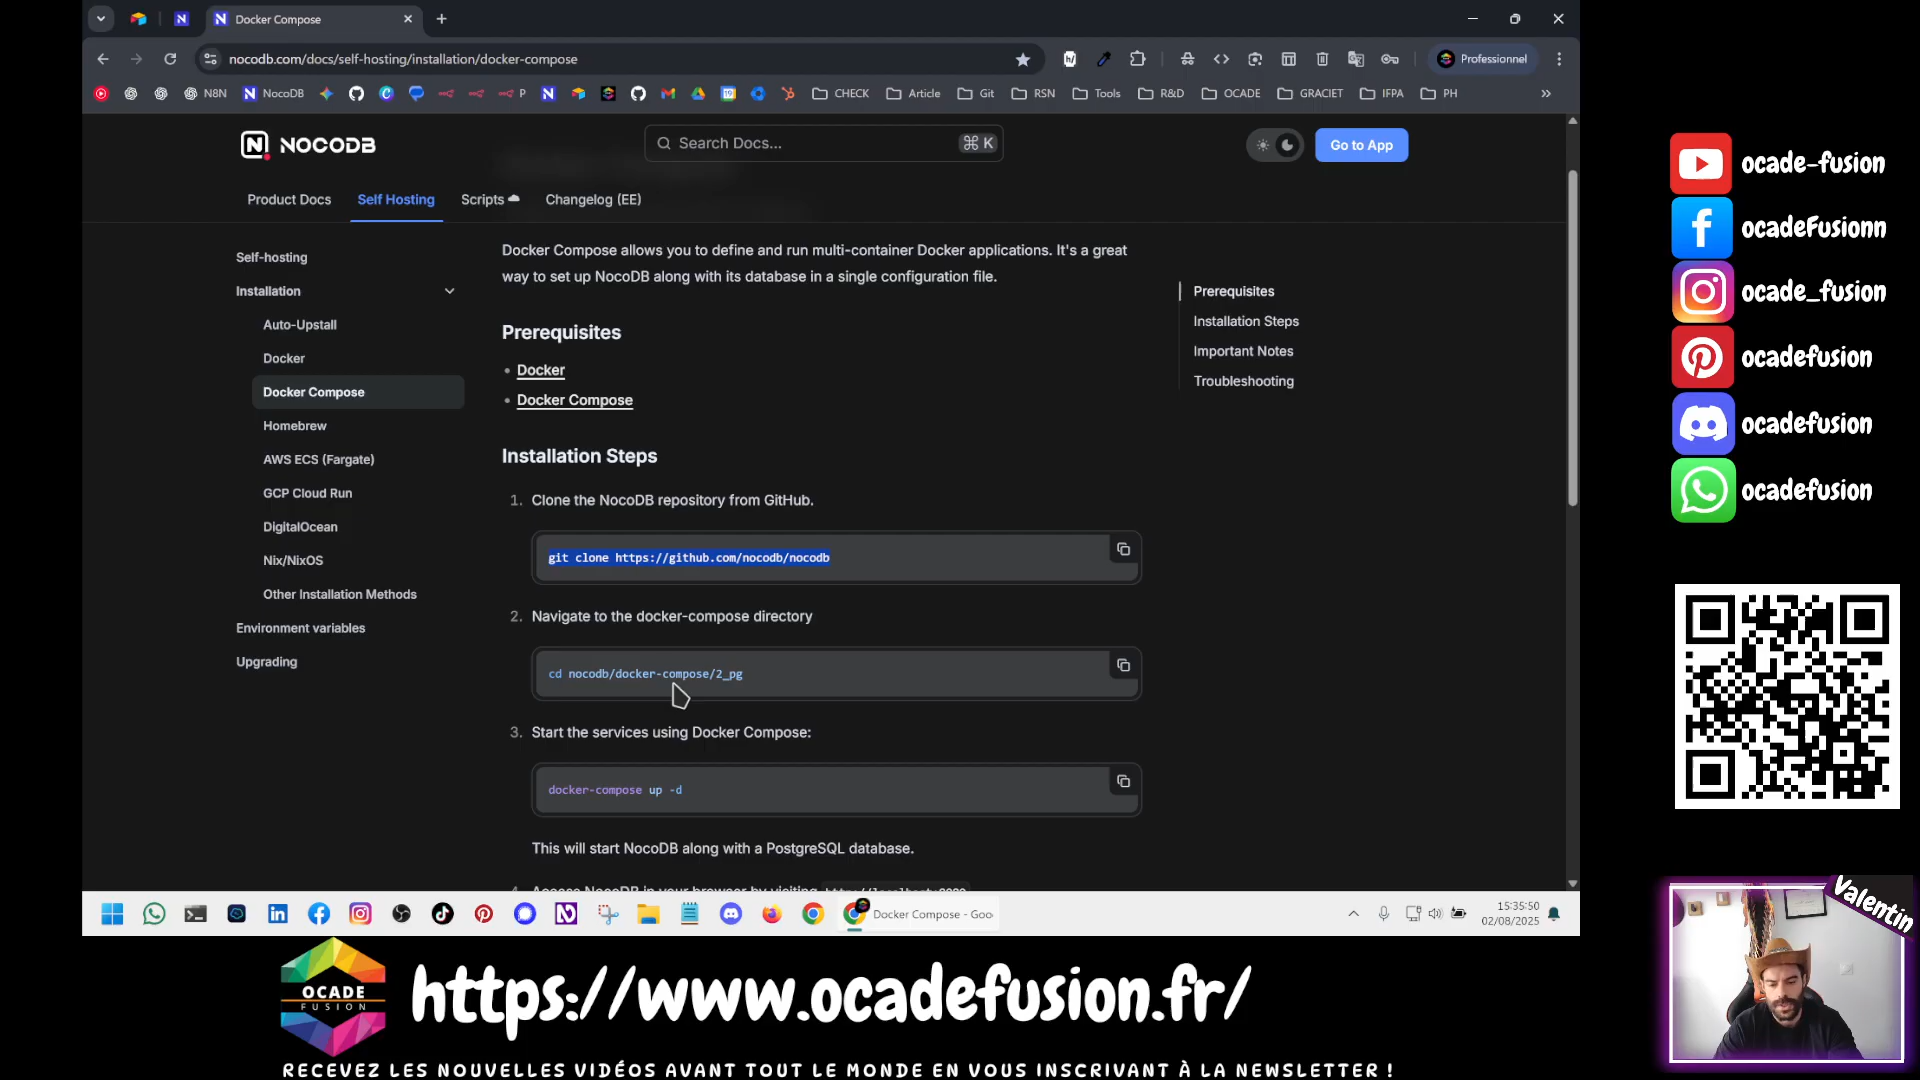 Docker Compose
nocodb.com/docs/self-hosting/installation/docker-compose
Professionnel
N8N
NocoDB
P
CHECK
Article
Git
RSN
Tools
R&D
OCADE
GRACIET
IFPA
PH
NOCODB
Search Docs...
⌘ K
Go to App
Product Docs
Self Hosting
Scripts
Changelog (EE)
Self-hosting
Installation
Auto-Upstall
Docker
Docker Compose
Homebrew
AWS ECS (Fargate)
GCP Cloud Run
DigitalOcean
Nix/NixOS
Other Installation Methods
Environment variables
Upgrading
Docker Compose allows you to define and run multi-container Docker applications. It's a great
way to set up NocoDB along with its database in a single configuration file.
Prerequisites
• Docker
• Docker Compose
Installation Steps
1. Clone the NocoDB repository from GitHub.
git clone https://github.com/nocodb/nocodb
2. Navigate to the docker-compose directory
cd nocodb/docker-compose/2_pg
3. Start the services using Docker Compose:
docker-compose up -d
This will start NocoDB along with a PostgreSQL database.
4. Access NocoDB in your browser by visiting
Prerequisites
Installation Steps
Important Notes
Troubleshooting
Docker Compose - Goo
15:35:50
02/08/2025
ocade-fusion
ocadeFusionn
ocade_fusion
ocadefusion
ocadefusion
ocadefusion
Valentin
OCADE
FUSION
https://www.ocadefusion.fr/
RECEVEZ LES NOUVELLES VIDÉOS AVANT TOUT LE MONDE EN VOUS INSCRIVANT À LA NEWSLETTER !